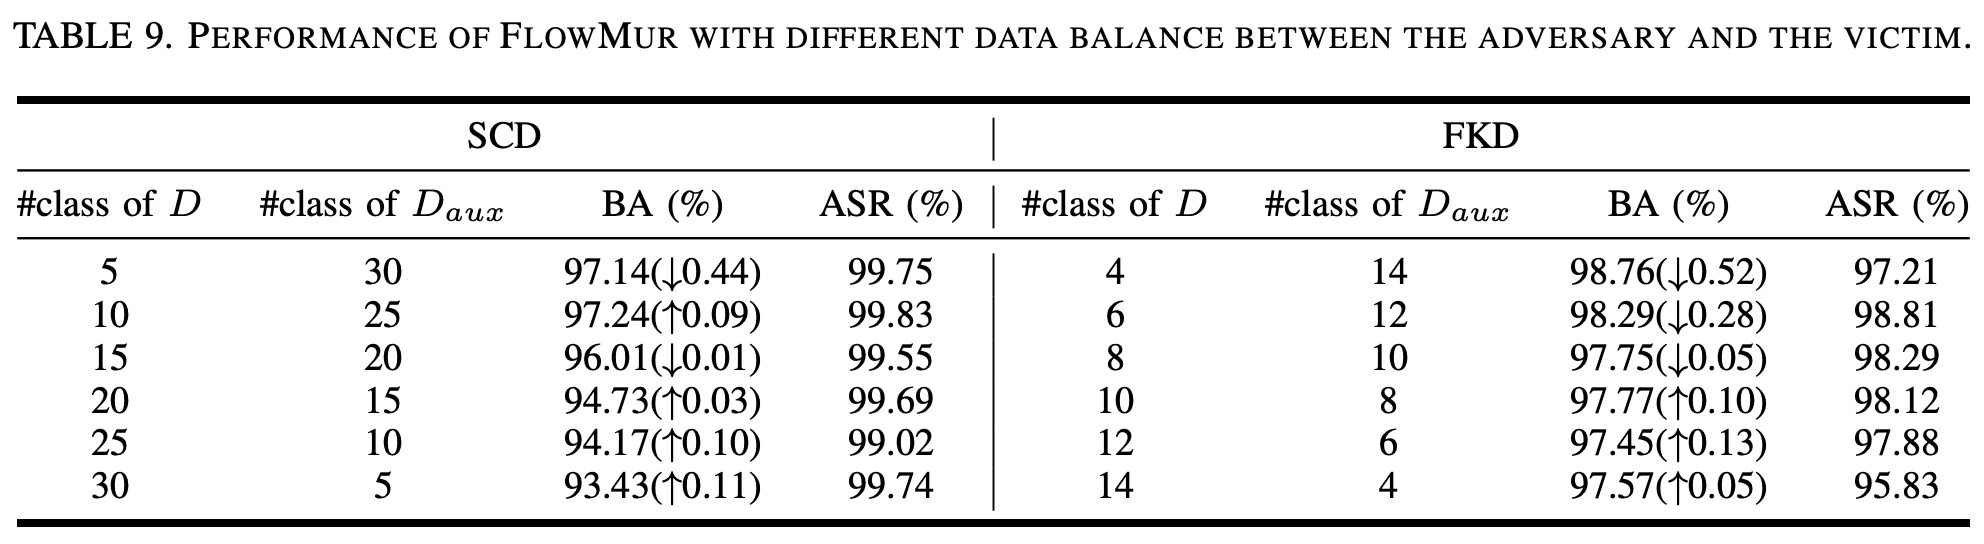 TABLE 9. PERFORMANCE OF FLOWMUR WITH DIFFERENT DATA BALANCE BETWEEN THE ADVERSARY AND THE VICTIM.
SCD FKD
#class of D #class of D_aux BA (%) ASR (%) #class of D #class of D_aux BA (%) ASR (%)
5 30 97.14(↓0.44) 99.75 4 14 98.76(↓0.52) 97.21
10 25 97.24(↑0.09) 99.83 6 12 98.29(↓0.28) 98.81
15 20 96.01(↓0.01) 99.55 8 10 97.75(↓0.05) 98.29
20 15 94.73(↑0.03) 99.69 10 8 97.77(↑0.10) 98.12
25 10 94.17(↑0.10) 99.02 12 6 97.45(↑0.13) 97.88
30 5 93.43(↑0.11) 99.74 14 4 97.57(↑0.05) 95.83